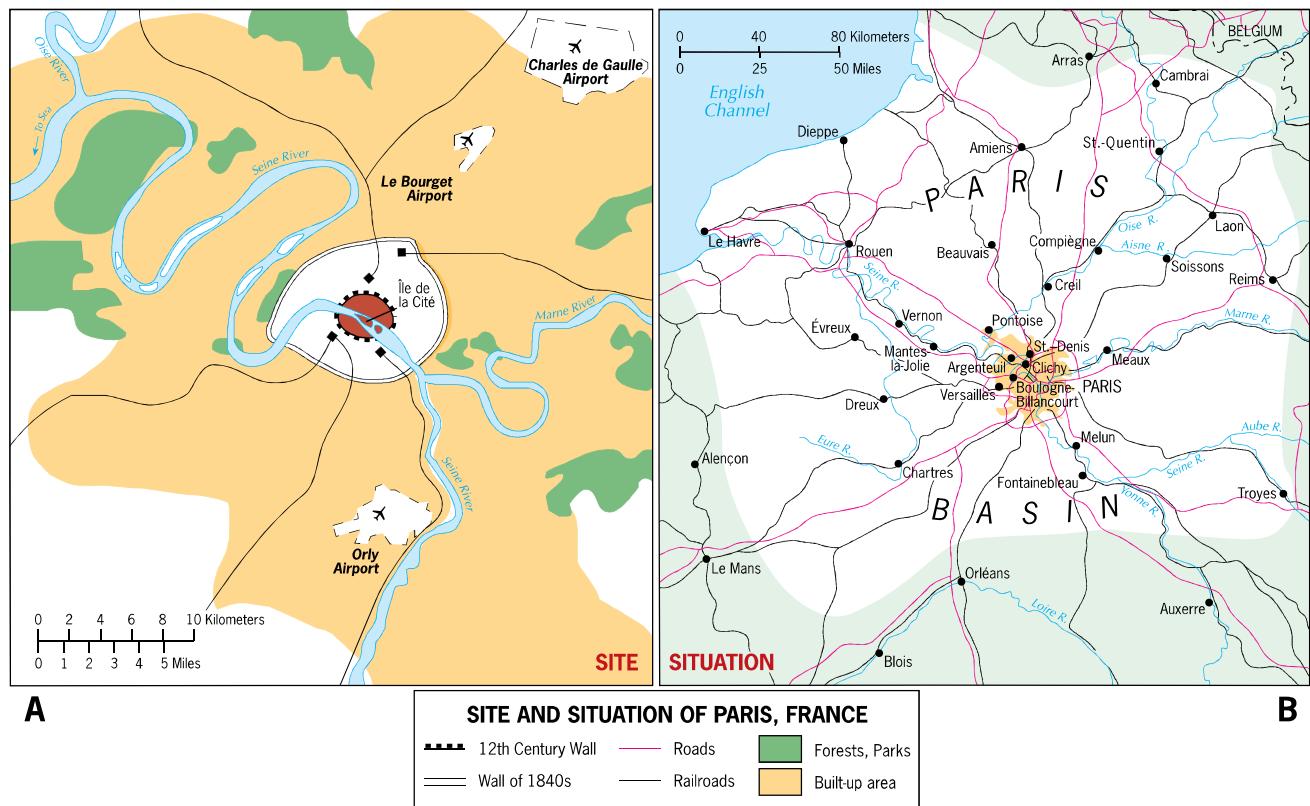 Oise River
To Sea
Charles de Gaulle
Airport
Seine River
Le Bourget
Airport
Île de
la Cité
Marne River
Seine River
Orly
Airport
0 2 4 6 8 10 Kilometers
0 1 2 3 4 5 Miles
SITE
A
0 40 80 Kilometers
0 25 50 Miles
English
Channel
BELGIUM
Arras
Cambrai
Dieppe
Amiens
St.-Quentin
PARIS
Oise R.
Laon
Le Havre
Rouen
Beauvais
Compiègne
Aisne R.
Soissons
Seine R.
Creil
Reims
Vernon
Pontoise
Marne R.
Évreux
St.-Denis
Mantes-
la-Jolie
Argenteuil
Clichy
Meaux
Versailles
Boulogne-
Billancourt
PARIS
Dreux
Melun
Aube R.
Eure R.
Alençon
Chartres
Fontainebleau
Seine R.
Yonne R.
Troyes
BASIN
Le Mans
Orléans
Loire R.
Auxerre
Blois
SITUATION
B
SITE AND SITUATION OF PARIS, FRANCE
12th Century Wall
Roads
Forests, Parks
Wall of 1840s
Railroads
Built-up area